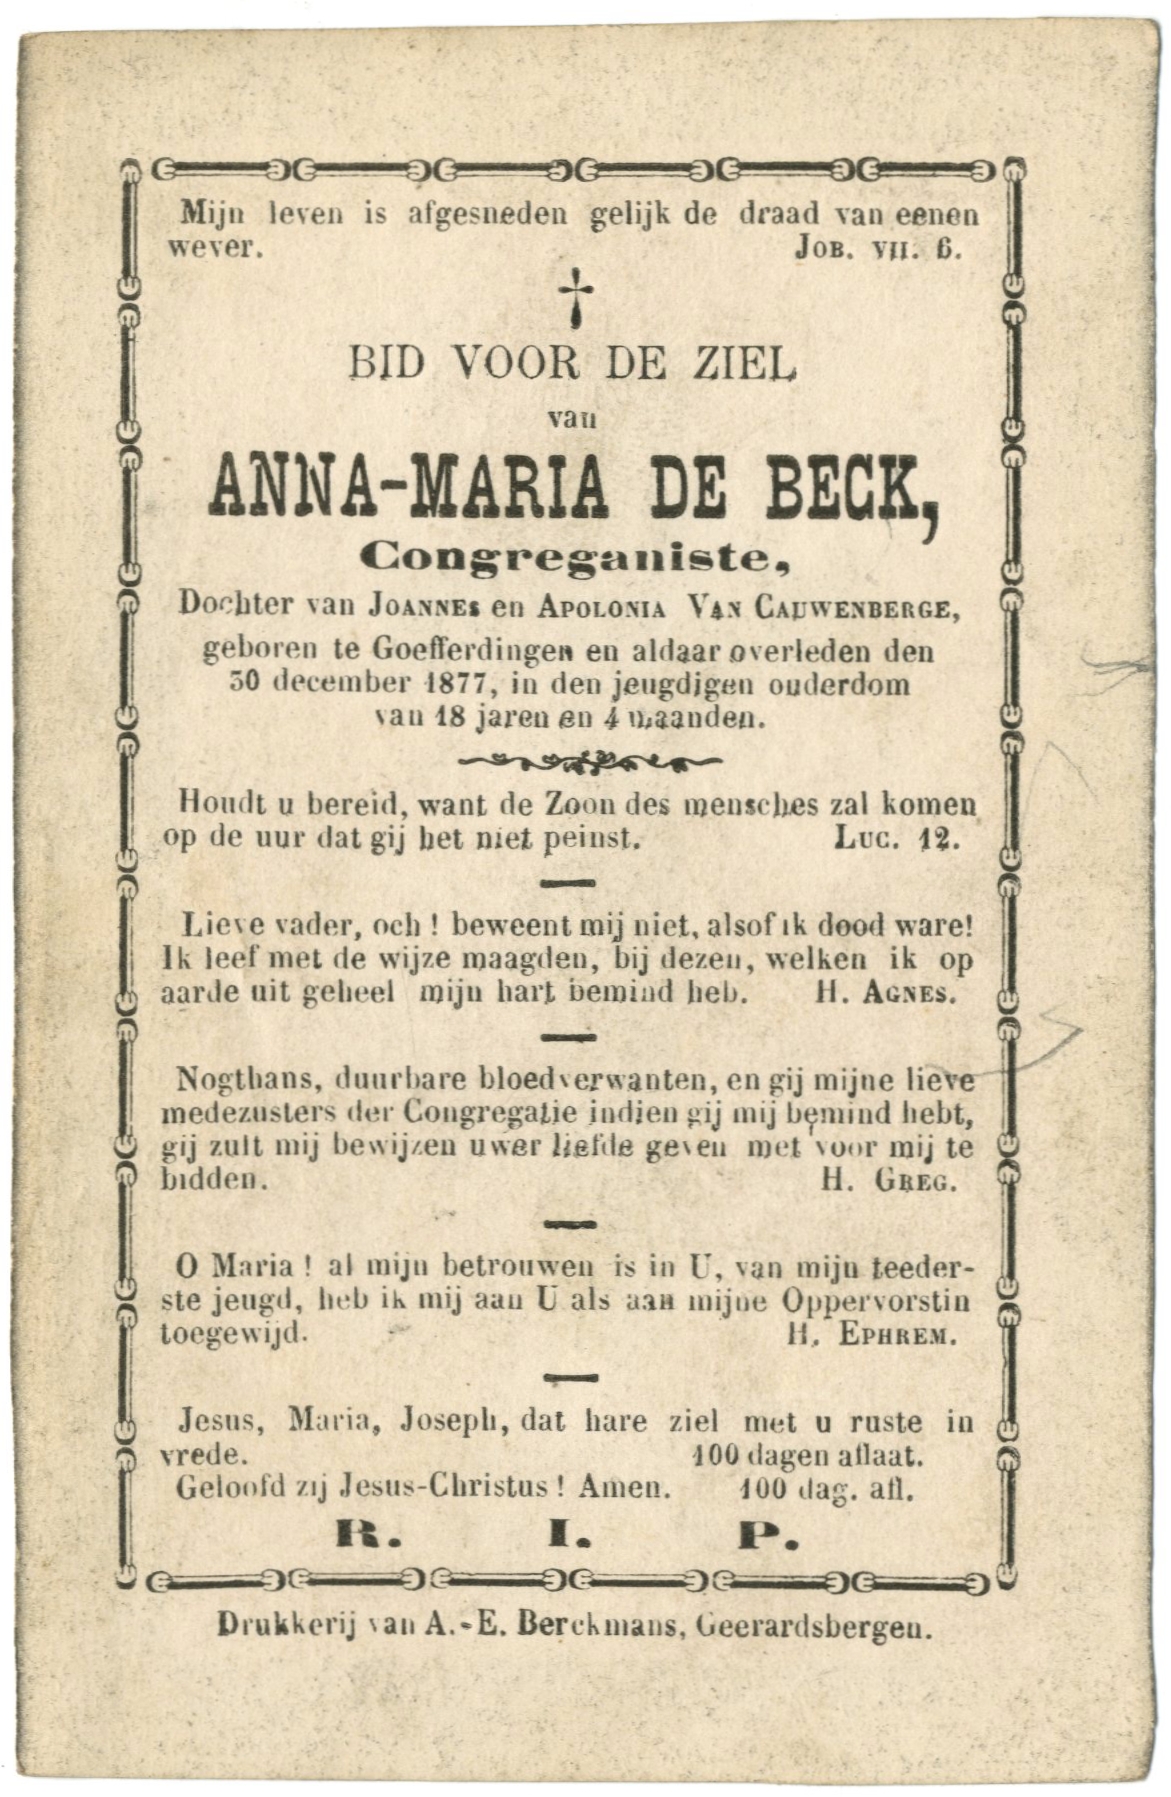 Mijn leven is afgesneden gelijk de draad van eenen
wever. JOB. VII. 6.
BID VOOR DE ZIEL
van
ANNA-MARIA DE BECK,
Congreganiste,
Dochter van JOANNES en APOLONIA VAN CAUWENBERGE,
geboren te Goefferdingen en aldaar overleden den
30 december 1877, in den jeugdigen ouderdom
van 18 jaren en 4 maanden.
Houdt u bereid, want de Zoon des mensches zal komen
op de uur dat gij het niet peinst. LUC. 12.
Lieve vader, och ! beweent mij niet, alsof ik dood ware!
Ik leef met de wijze maagden, bij dezen, welken ik op
aarde uit geheel mijn hart bemind heb. H. AGNES.
Nogthans, duurbare bloedverwanten, en gij mijne lieve
medezusters der Congregatie indien gij mij bemind hebt,
gij zult mij bewijzen uwer liefde geven met voor mij te
bidden. H. GREG.
O Maria ! al mijn betrouwen is in U, van mijn teeder-
ste jeugd, heb ik mij aan U als aan mijne Oppervorstin
toegewijd. H. EPHREM.
Jesus, Maria, Joseph, dat hare ziel met u ruste in
vrede. 100 dagen aflaat.
Geloofd zij Jesus-Christus ! Amen. 100 dag. afl.
R. I. P.
Drukkerij van A.-E. Berckmans, Geerardsbergen.